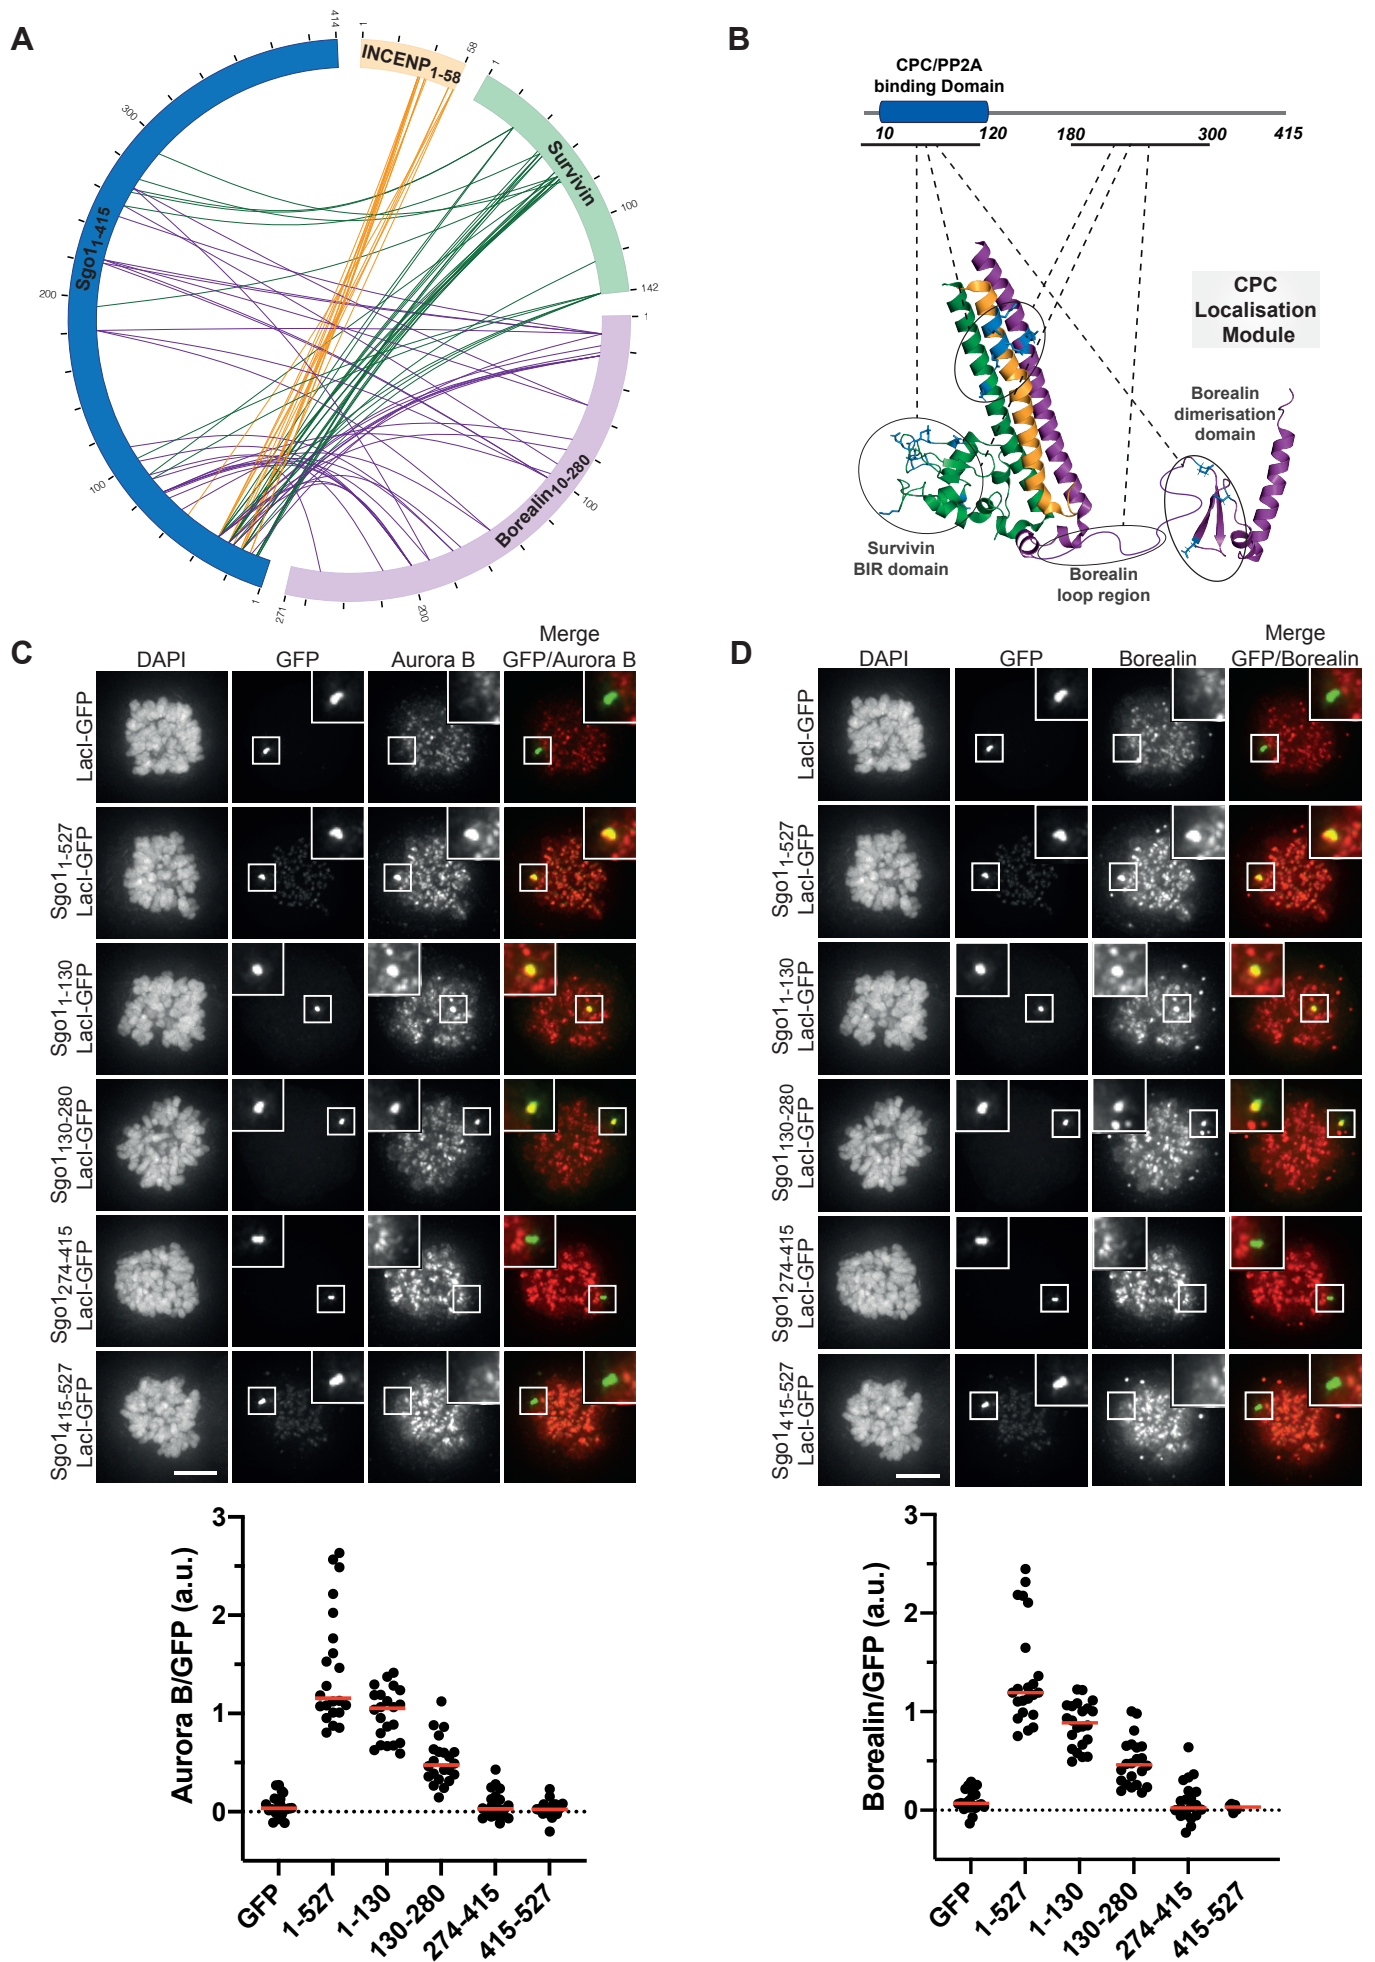 A
414
1
58
1
INCENP1-58
300
Survivin
100
Sgo11-415
200
142
1
100
Borealin10-280
100
1
271
200
B
CPC/PP2A
binding Domain
10
120
180
300
415
CPC
Localisation
Module
Borealin
dimerisation
domain
Survivin
BIR domain
Borealin
loop region
C
DAPI
GFP
Aurora B
Merge
GFP/Aurora B
LacI-GFP
Sgo11-527
LacI-GFP
Sgo11-130
LacI-GFP
Sgo1130-280
LacI-GFP
Sgo1274-415
LacI-GFP
Sgo1415-527
LacI-GFP
Aurora B/GFP (a.u.)
3
2
1
0
GFP
1-527
1-130
130-280
274-415
415-527
D
DAPI
GFP
Borealin
Merge
GFP/Borealin
LacI-GFP
Sgo11-527
LacI-GFP
Sgo11-130
LacI-GFP
Sgo1130-280
LacI-GFP
Sgo1274-415
LacI-GFP
Sgo1415-527
LacI-GFP
Borealin/GFP (a.u.)
3
2
1
0
GFP
1-527
1-130
130-280
274-415
415-527